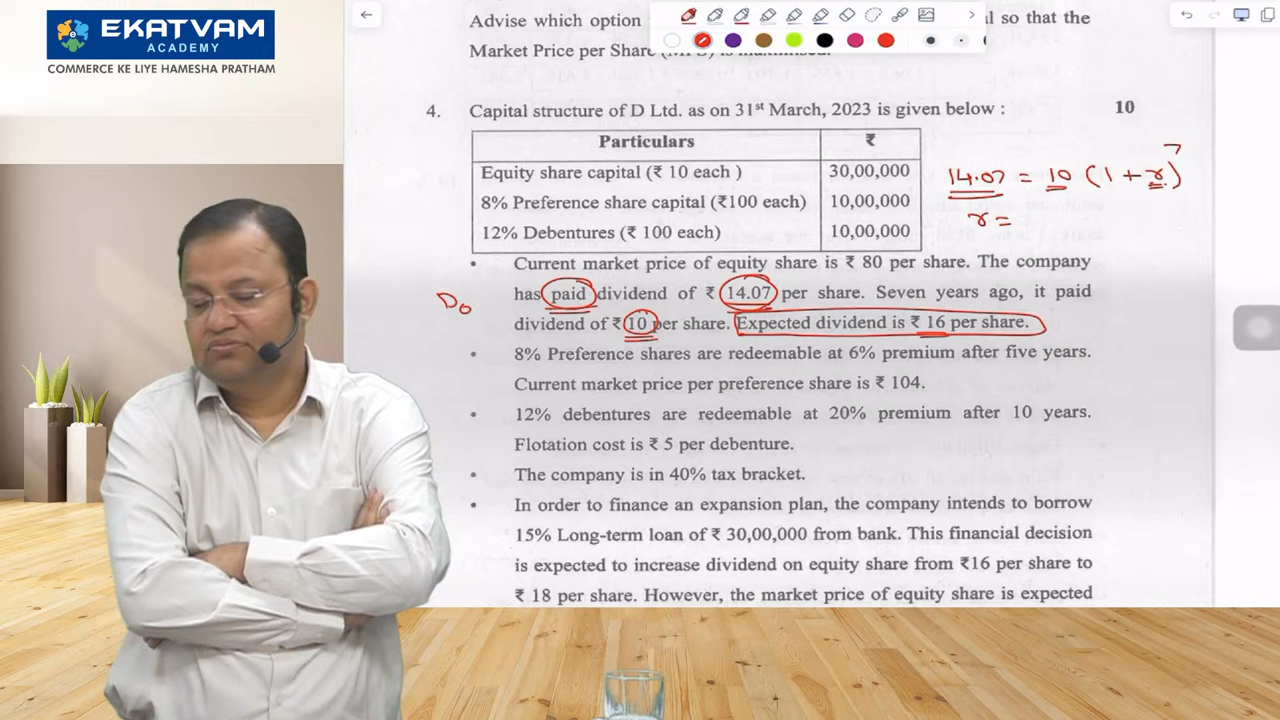 EKATVAM
ACADEMY
COMMERCE KE LIYE HAMESHA PRATHAM
Advise which option
al so that the
Market Price per Share (MPS) is maximised.
4. Capital structure of D Ltd. as on 31st March, 2023 is given below : 10
Particulars ₹
Equity share capital (₹ 10 each ) 30,00,000
8% Preference share capital (₹100 each) 10,00,000
12% Debentures (₹ 100 each) 10,00,000
14.07 = 10 (1 + r)7
r =
• Current market price of equity share is ₹ 80 per share. The company
has paid dividend of ₹ 14.07 per share. Seven years ago, it paid
D0
dividend of ₹ 10 per share. Expected dividend is ₹ 16 per share.
• 8% Preference shares are redeemable at 6% premium after five years.
Current market price per preference share is ₹ 104.
• 12% debentures are redeemable at 20% premium after 10 years.
Flotation cost is ₹ 5 per debenture.
• The company is in 40% tax bracket.
• In order to finance an expansion plan, the company intends to borrow
15% Long-term loan of ₹ 30,00,000 from bank. This financial decision
is expected to increase dividend on equity share from ₹16 per share to
₹ 18 per share. However, the market price of equity share is expected